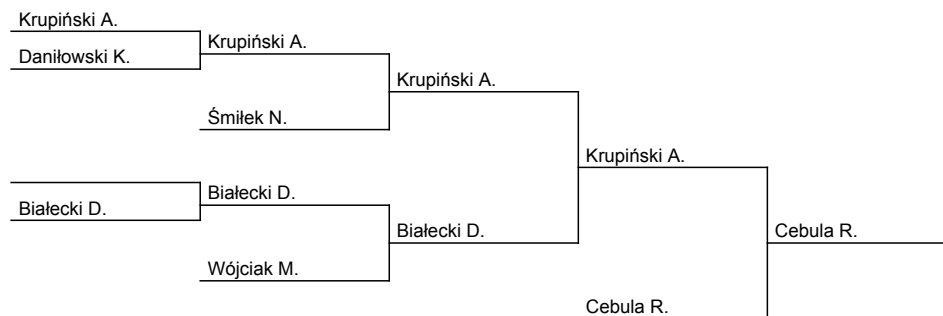 Krupiński A.
Daniłowski K.
Krupiński A.
Śmiłek N.
Krupiński A.
Krupiński A.
Białecki D.
Białecki D.
Wójciak M.
Białecki D.
Cebula R.
Cebula R.